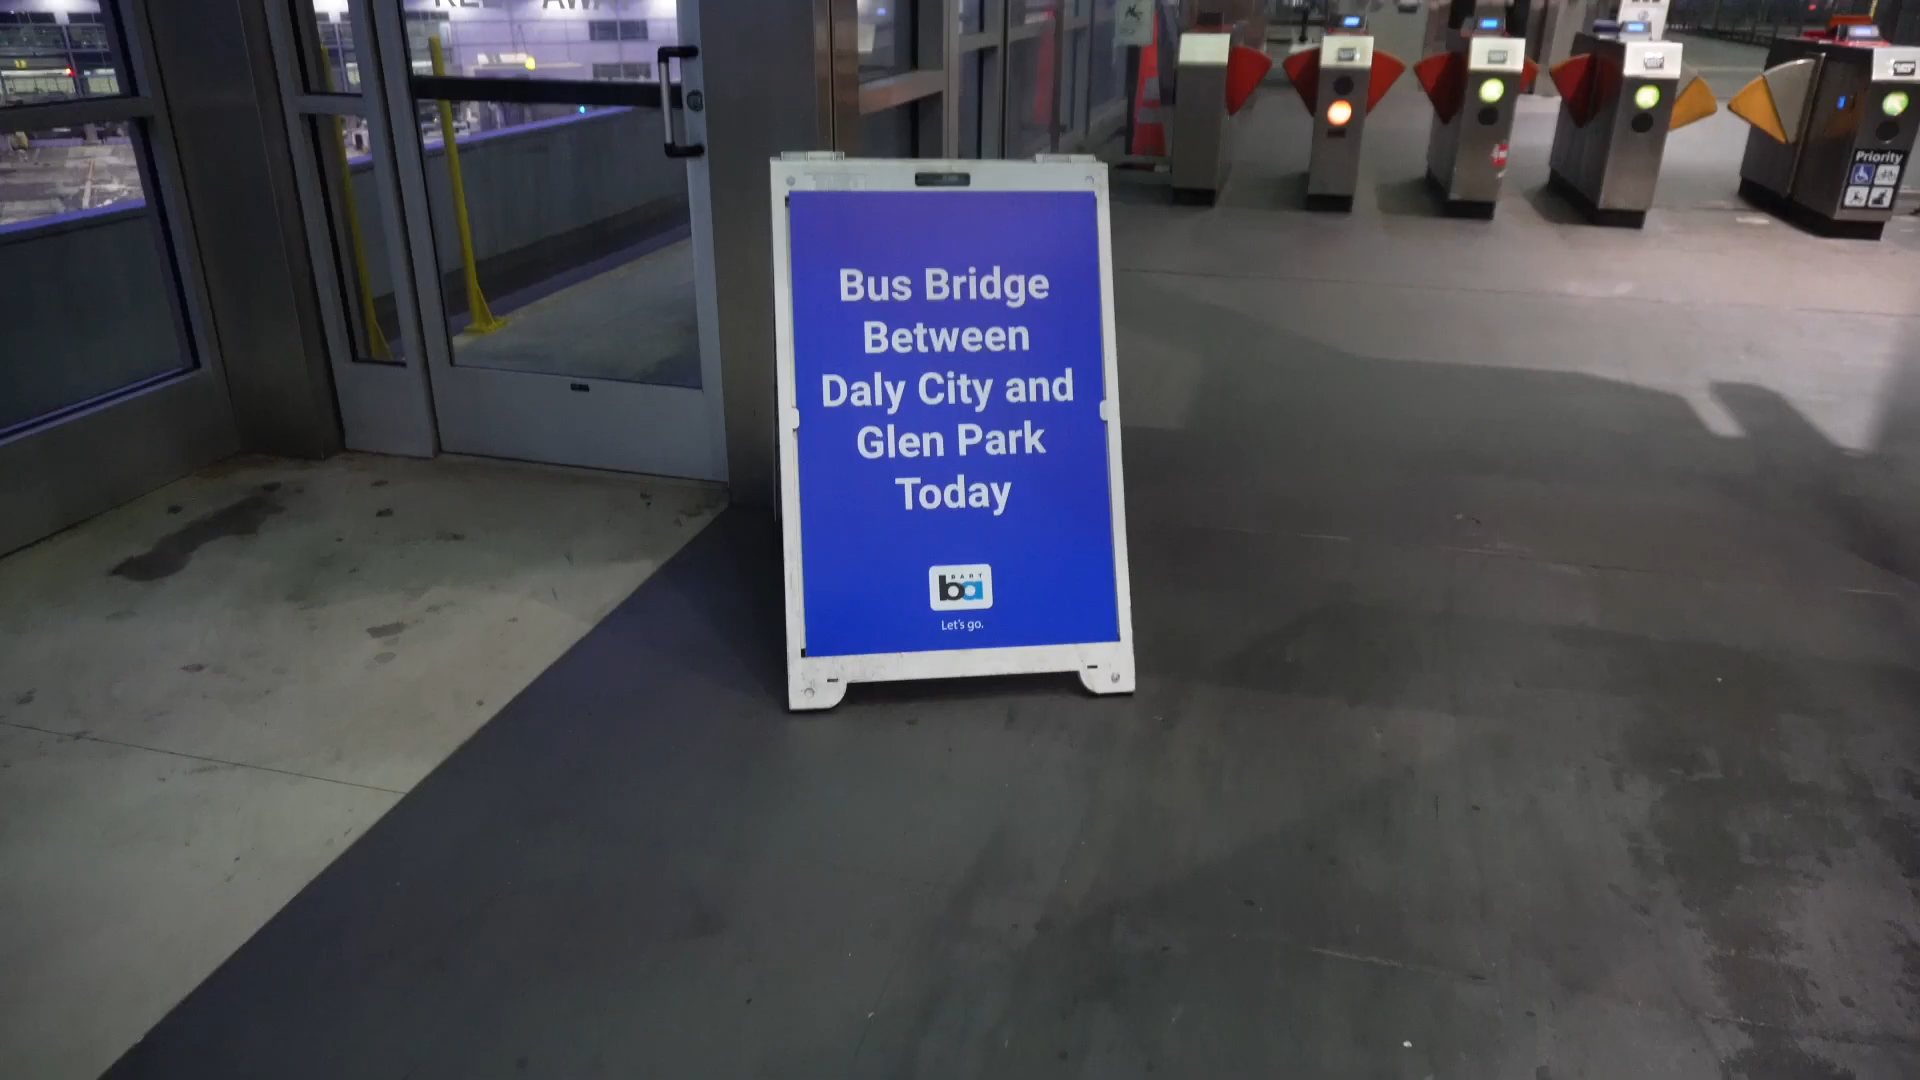 Bus Bridge
Between
Daly City and
Glen Park
Today
BART
ba
Let's go.
Priority